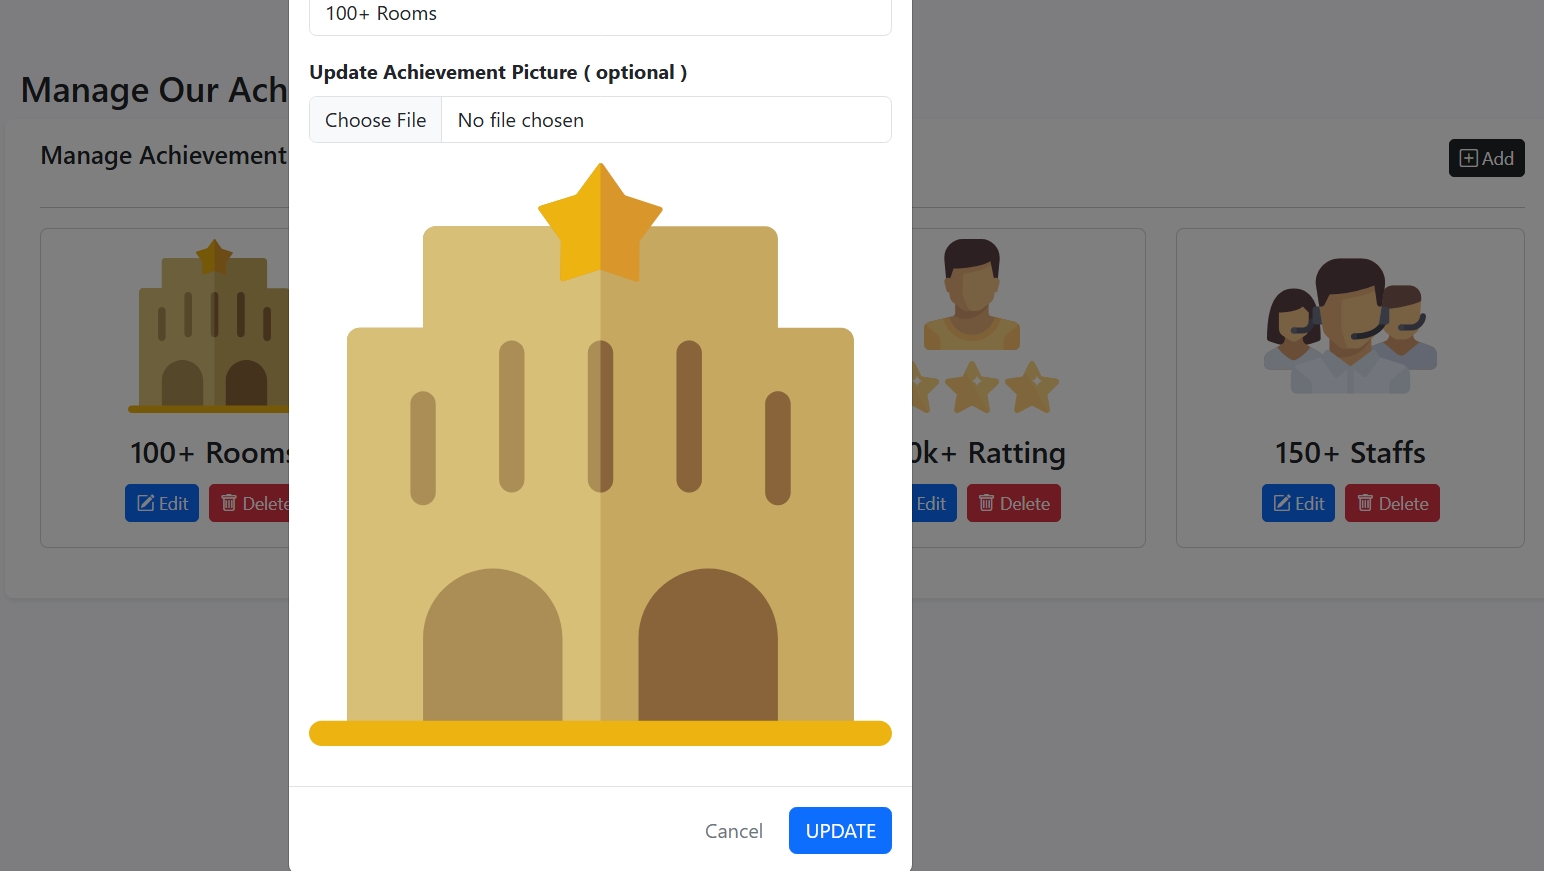 100+ Rooms
Update Achievement Picture ( optional )
Choose File No file chosen
Manage Our Ach
Manage Achievement
Add
100+ Rooms
Edit Delete
0k+ Ratting
Edit Delete
150+ Staffs
Edit Delete
Cancel UPDATE